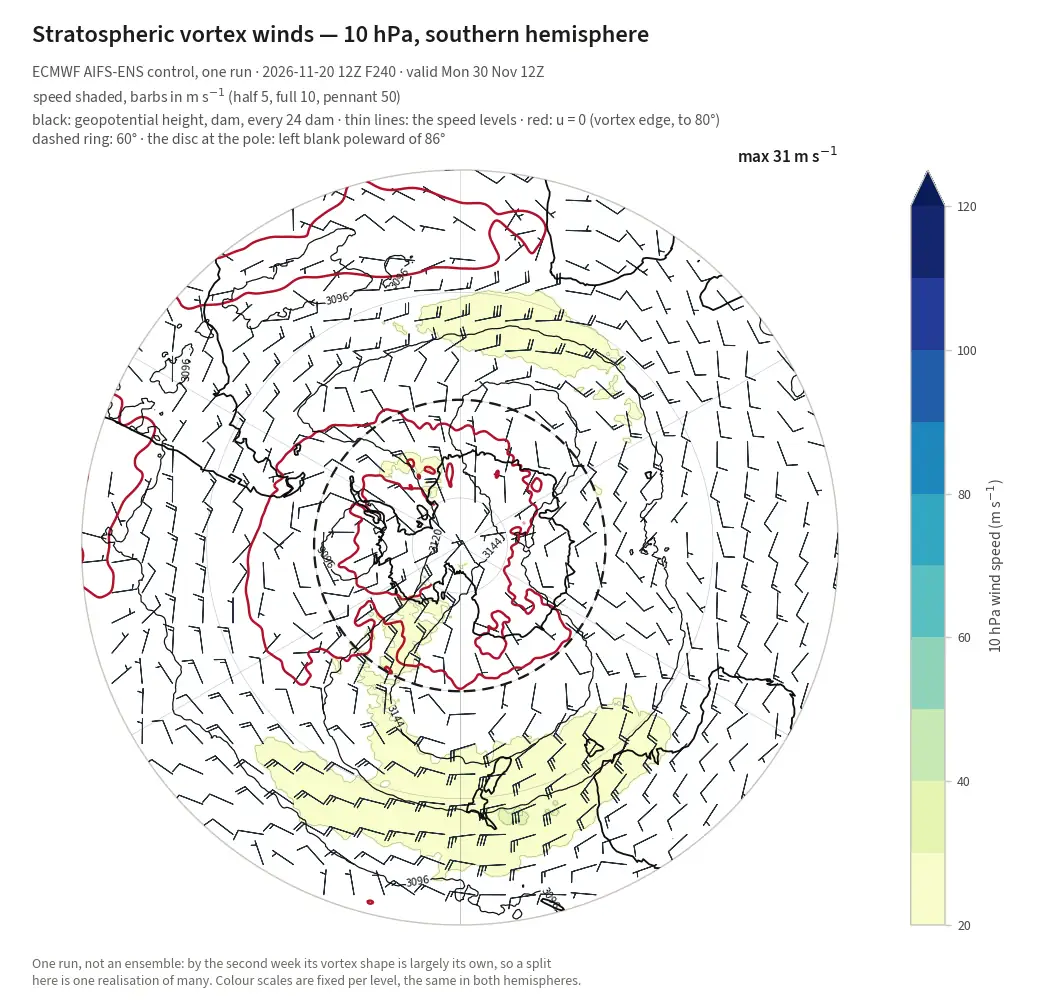 Stratospheric vortex winds — 10 hPa, southern hemisphere
ECMWF AIFS-ENS control, one run · 2026-11-20 12Z F240 · valid Mon 30 Nov 12Z
speed shaded, barbs in m s⁻¹ (half 5, full 10, pennant 50)
black: geopotential height, dam, every 24 dam · thin lines: the speed levels · red: u = 0 (vortex edge, to 80°)
dashed ring: 60° · the disc at the pole: left blank poleward of 86°
max 31 m s⁻¹
120
100
80
60
40
20
10 hPa wind speed (m s⁻¹)
3096
3096
3096
3096
3120
3144
3144
3096
One run, not an ensemble: by the second week its vortex shape is largely its own, so a split
here is one realisation of many. Colour scales are fixed per level, the same in both hemispheres.